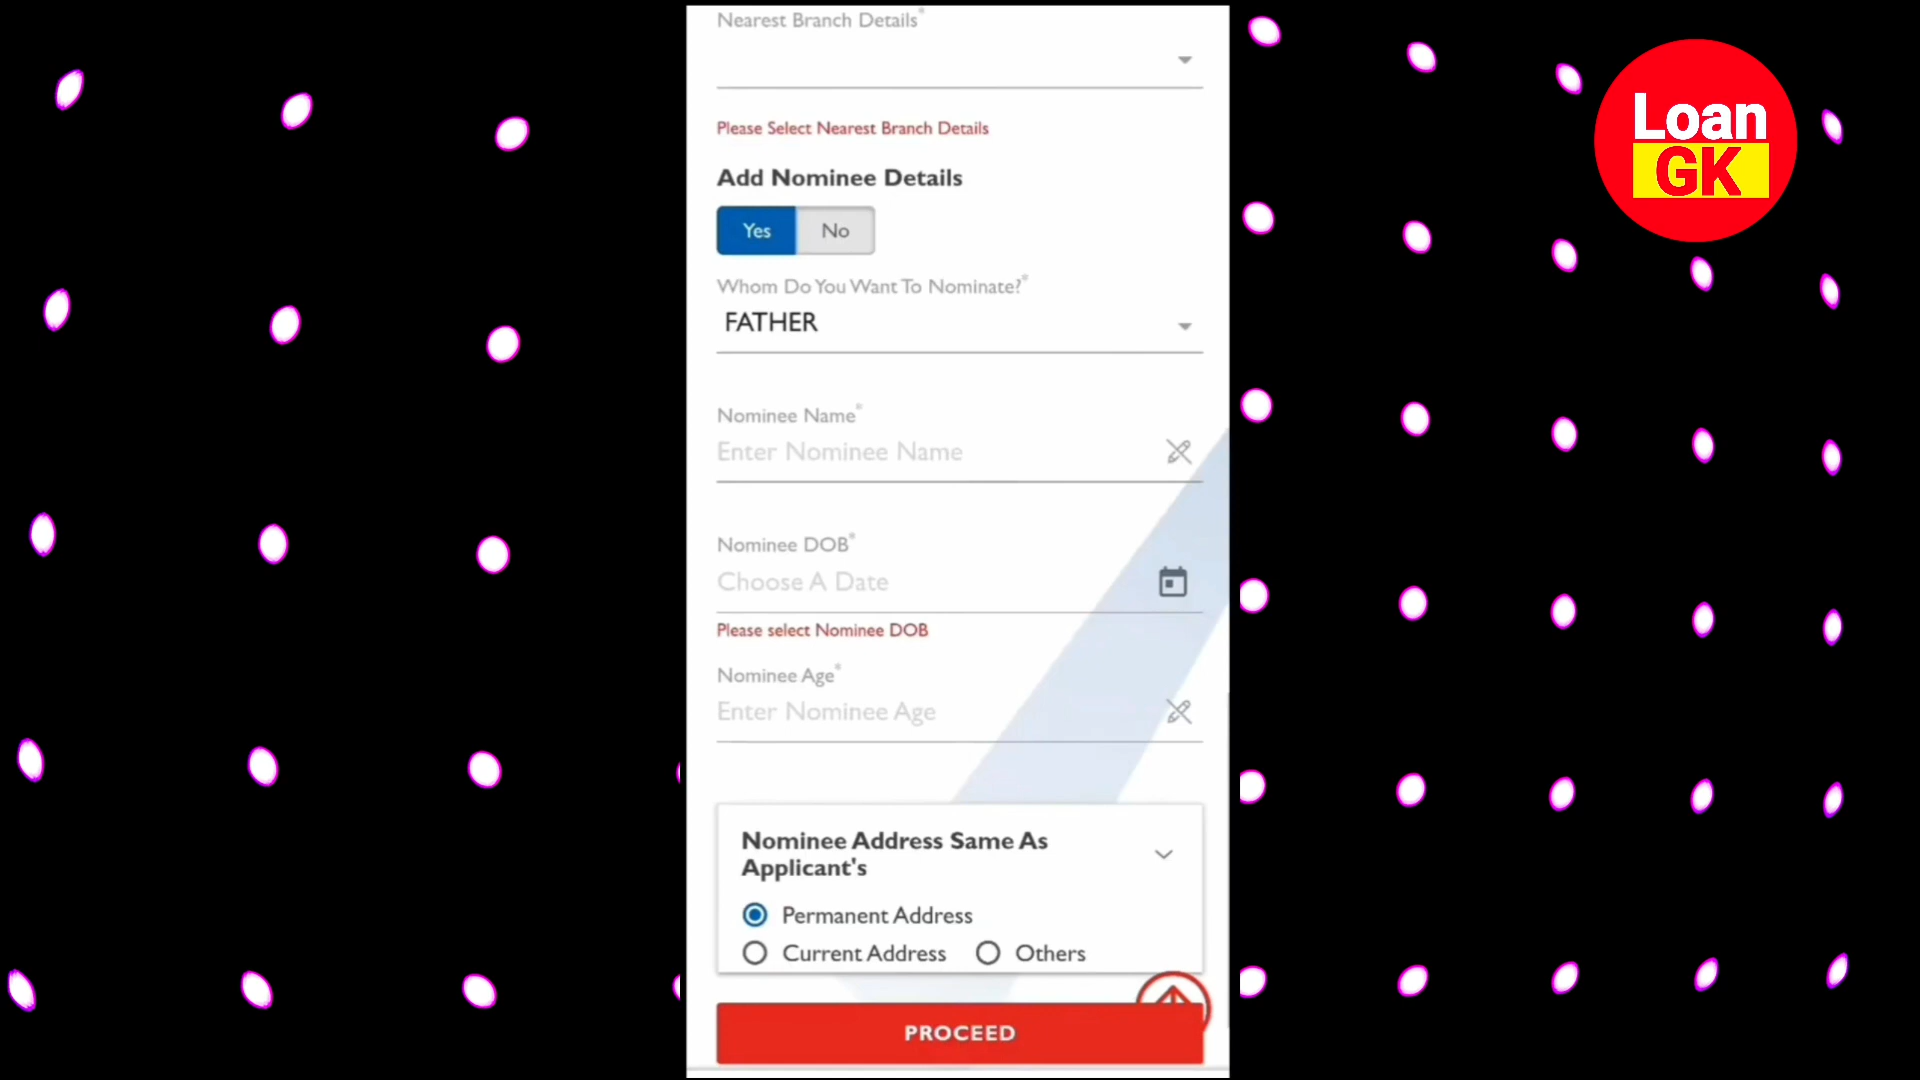 Nearest Branch Details*
Please Select Nearest Branch Details
Add Nominee Details
Yes No
Whom Do You Want To Nominate?*
FATHER
Nominee Name*
Enter Nominee Name
Nominee DOB*
Choose A Date
Please select Nominee DOB
Nominee Age*
Enter Nominee Age
Nominee Address Same As
Applicant's
Permanent Address
Current Address Others
PROCEED
Loan
GK